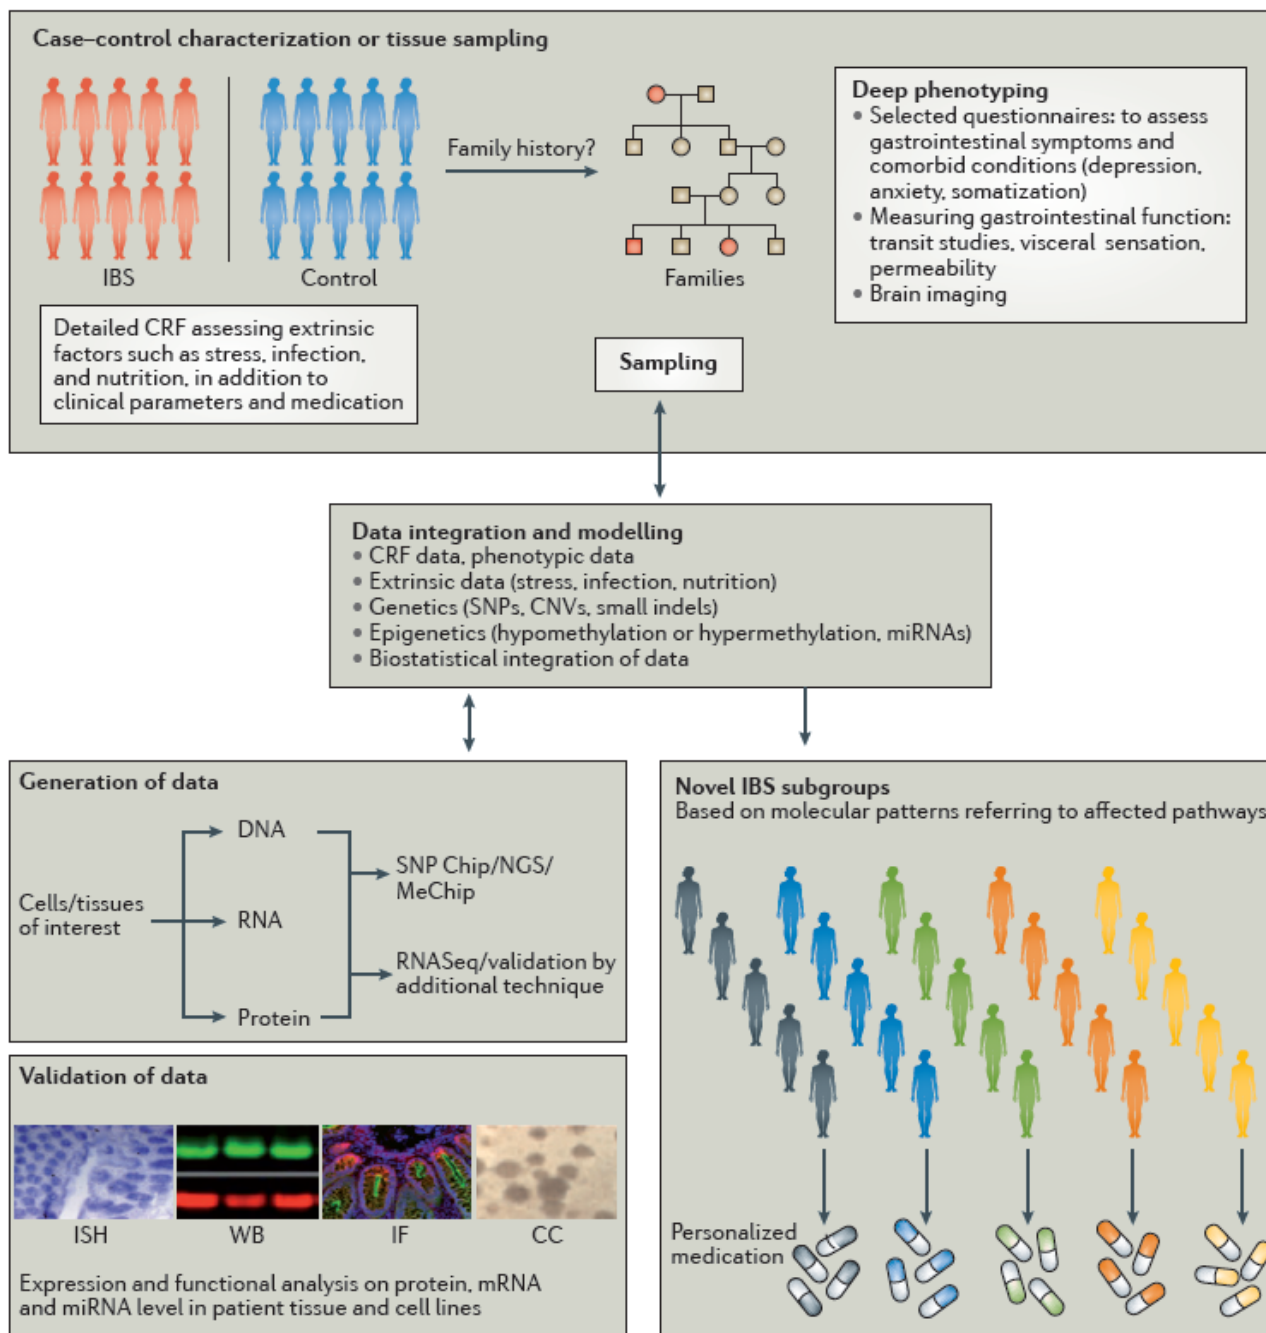 Case–control characterization or tissue sampling
IBS
Control
Family history?
Families
Deep phenotyping
• Selected questionnaires: to assess
gastrointestinal symptoms and
comorbid conditions (depression,
anxiety, somatization)
• Measuring gastrointestinal function:
transit studies, visceral sensation,
permeability
• Brain imaging
Detailed CRF assessing extrinsic
factors such as stress, infection,
and nutrition, in addition to
clinical parameters and medication
Sampling
Data integration and modelling
• CRF data, phenotypic data
• Extrinsic data (stress, infection, nutrition)
• Genetics (SNPs, CNVs, small indels)
• Epigenetics (hypomethylation or hypermethylation, miRNAs)
• Biostatistical integration of data
Generation of data
Cells/tissues
of interest
DNA
RNA
Protein
SNP Chip/NGS/
MeChip
RNASeq/validation by
additional technique
Validation of data
ISH
WB
IF
CC
Expression and functional analysis on protein, mRNA
and miRNA level in patient tissue and cell lines
Novel IBS subgroups
Based on molecular patterns referring to affected pathways
Personalized
medication